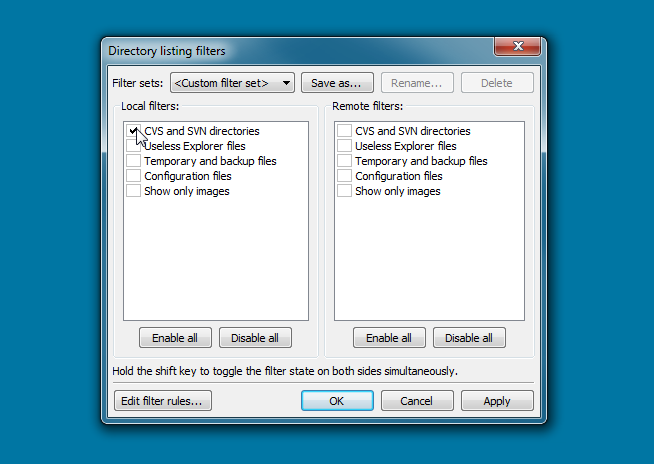 Directory listing filters
Filter sets: <Custom filter set> Save as... Rename... Delete
Local filters: Remote filters:
CVS and SVN directories CVS and SVN directories
Useless Explorer files Useless Explorer files
Temporary and backup files Temporary and backup files
Configuration files Configuration files
Show only images Show only images
Enable all Disable all Enable all Disable all
Hold the shift key to toggle the filter state on both sides simultaneously.
Edit filter rules... OK Cancel Apply